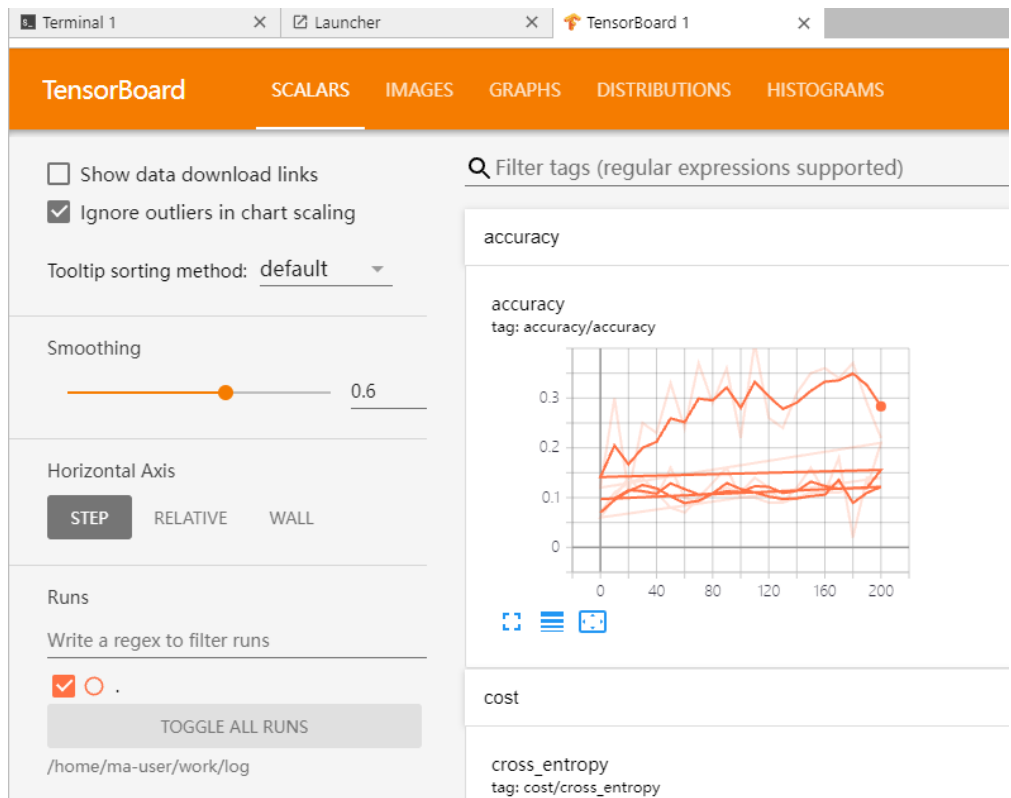 Terminal 1
Launcher
TensorBoard 1
TensorBoard
SCALARS
IMAGES
GRAPHS
DISTRIBUTIONS
HISTOGRAMS
Show data download links
Ignore outliers in chart scaling
Tooltip sorting method: default
Smoothing
0.6
Horizontal Axis
STEP
RELATIVE
WALL
Runs
Write a regex to filter runs
.
TOGGLE ALL RUNS
/home/ma-user/work/log
Filter tags (regular expressions supported)
accuracy
accuracy
tag: accuracy/accuracy
0.3
0.2
0.1
0
0 40 80 120 160 200
cost
cross_entropy
tag: cost/cross_entropy